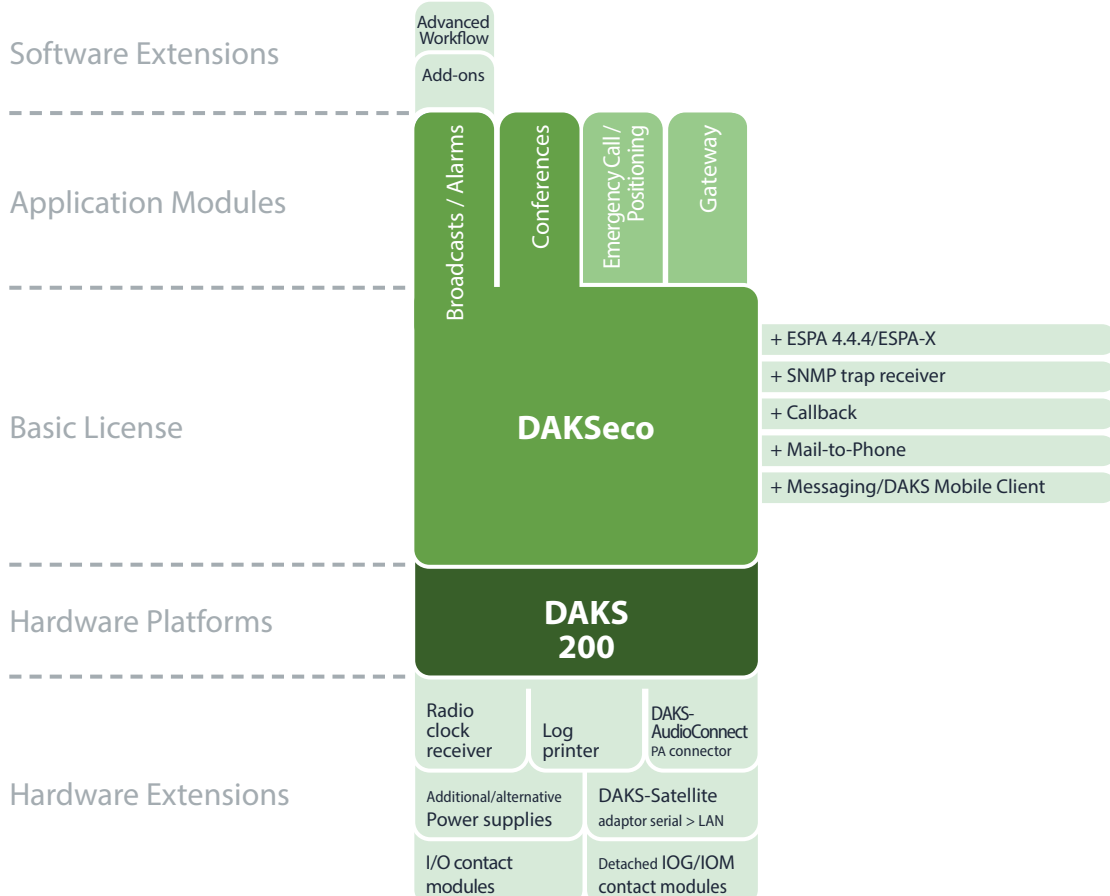 Software Extensions
Advanced
Workflow
Add-ons
Application Modules
Broadcasts / Alarms
Conferences
Emergency Call /
Positioning
Gateway
Basic License
DAKSeco
+ ESPA 4.4.4/ESPA-X
+ SNMP trap receiver
+ Callback
+ Mail-to-Phone
+ Messaging/DAKS Mobile Client
Hardware Platforms
DAKS
200
Hardware Extensions
Radio
clock
receiver
Log
printer
DAKS-
AudioConnect
PA connector
Additional/alternative
Power supplies
DAKS-Satellite
adaptor serial > LAN
I/O contact
modules
Detached IOG/IOM
contact modules